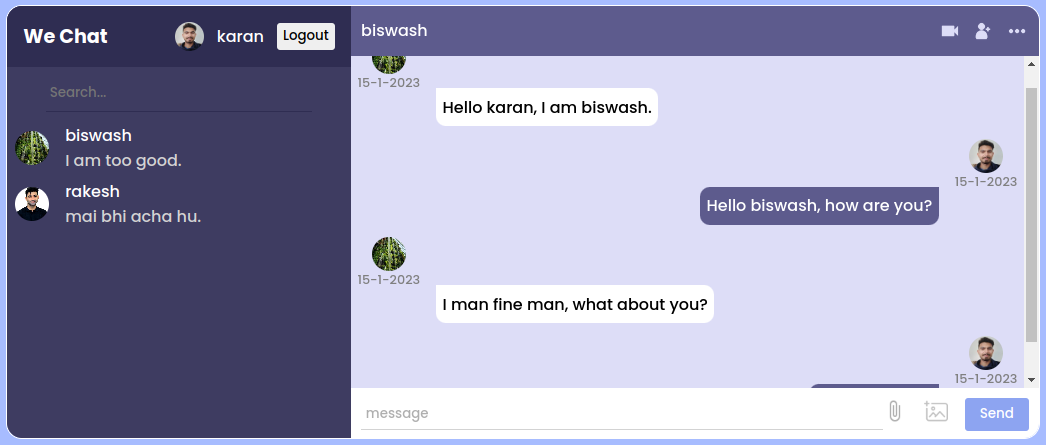 We Chat
karan
Logout
Search...
biswash
I am too good.
rakesh
mai bhi acha hu.
biswash
15-1-2023
Hello karan, I am biswash.
15-1-2023
Hello biswash, how are you?
15-1-2023
I man fine man, what about you?
15-1-2023
message
Send